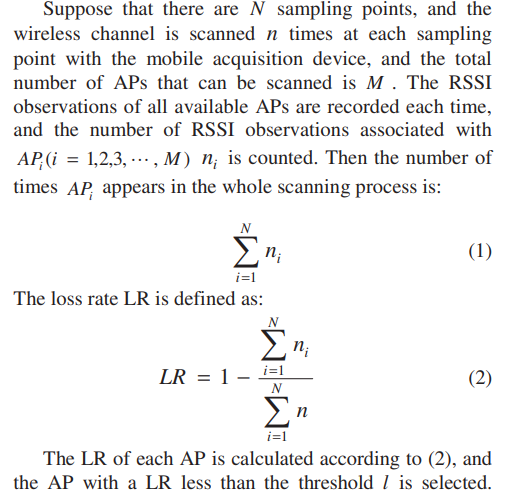 Suppose that there are N sampling points, and the
wireless channel is scanned n times at each sampling
point with the mobile acquisition device, and the total
number of APs that can be scanned is M . The RSSI
observations of all available APs are recorded each time,
and the number of RSSI observations associated with
AP_i(i = 1,2,3, ⋯ , M) n_i is counted. Then the number of
times AP_i appears in the whole scanning process is:
\sum_{i=1}^{N} n_i (1)
The loss rate LR is defined as:
LR = 1 - \frac{\sum_{i=1}^{N} n_i}{\sum_{i=1}^{N} n} (2)
The LR of each AP is calculated according to (2), and
the AP with a LR less than the threshold l is selected.